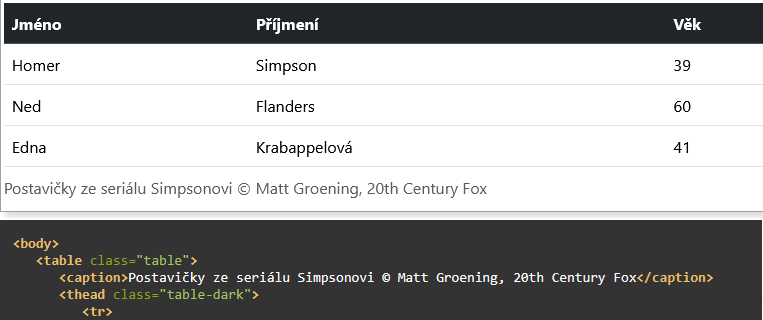 Jméno Příjmení Věk
Homer Simpson 39
Ned Flanders 60
Edna Krabappelová 41
Postavičky ze seriálu Simpsonovi © Matt Groening, 20th Century Fox
<body>
<table class="table">
<caption>Postavičky ze seriálu Simpsonovi © Matt Groening, 20th Century Fox</caption>
<thead class="table-dark">
<tr>